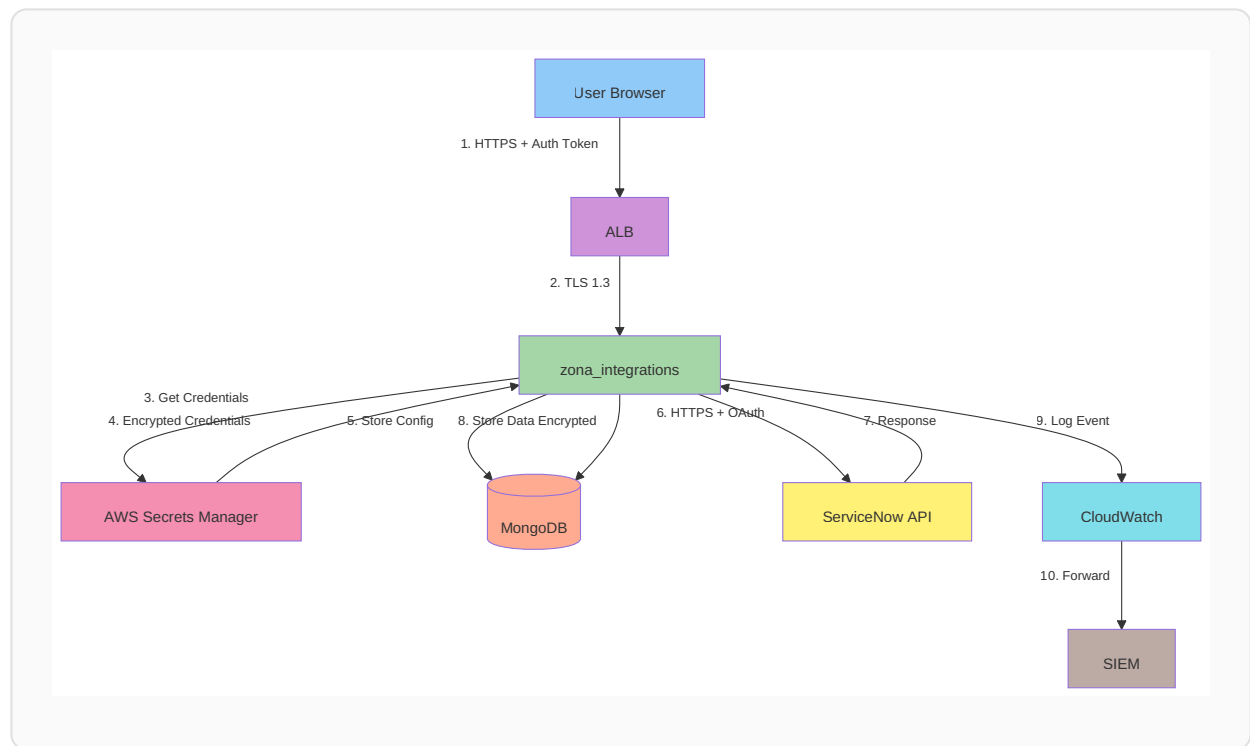 User Browser
1. HTTPS + Auth Token
ALB
2. TLS 1.3
zona_integrations
3. Get Credentials
4. Encrypted Credentials
5. Store Config
8. Store Data Encrypted
6. HTTPS + OAuth
7. Response
9. Log Event
AWS Secrets Manager
MongoDB
ServiceNow API
CloudWatch
10. Forward
SIEM